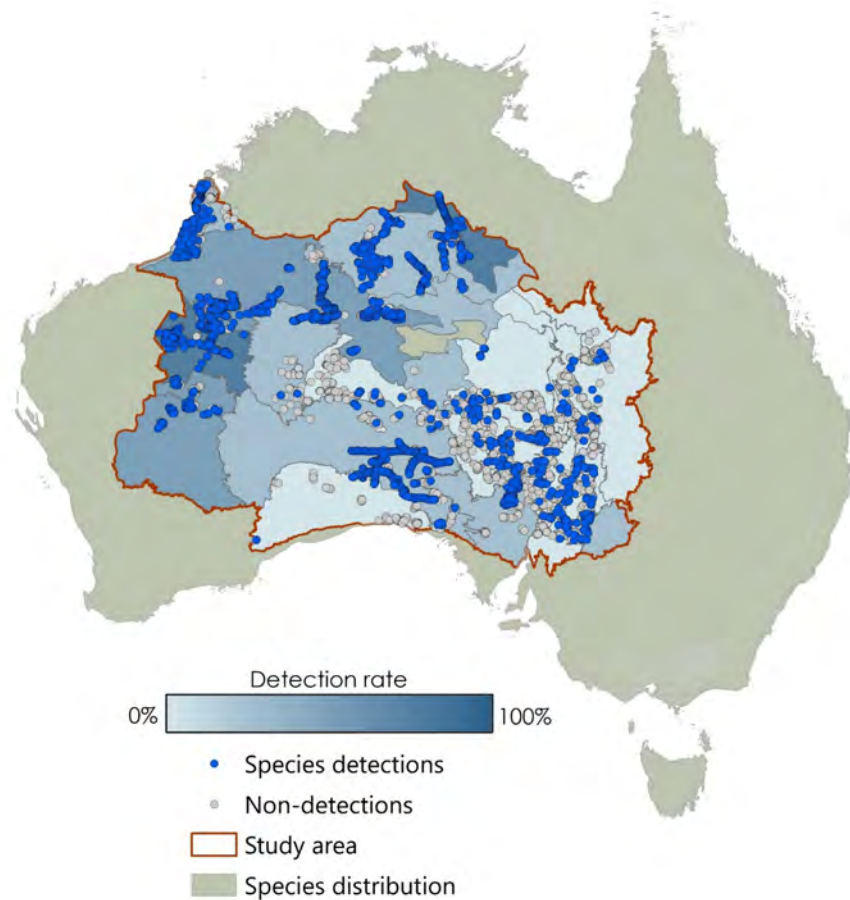 Detection rate
0% 100%
Species detections
Non-detections
Study area
Species distribution